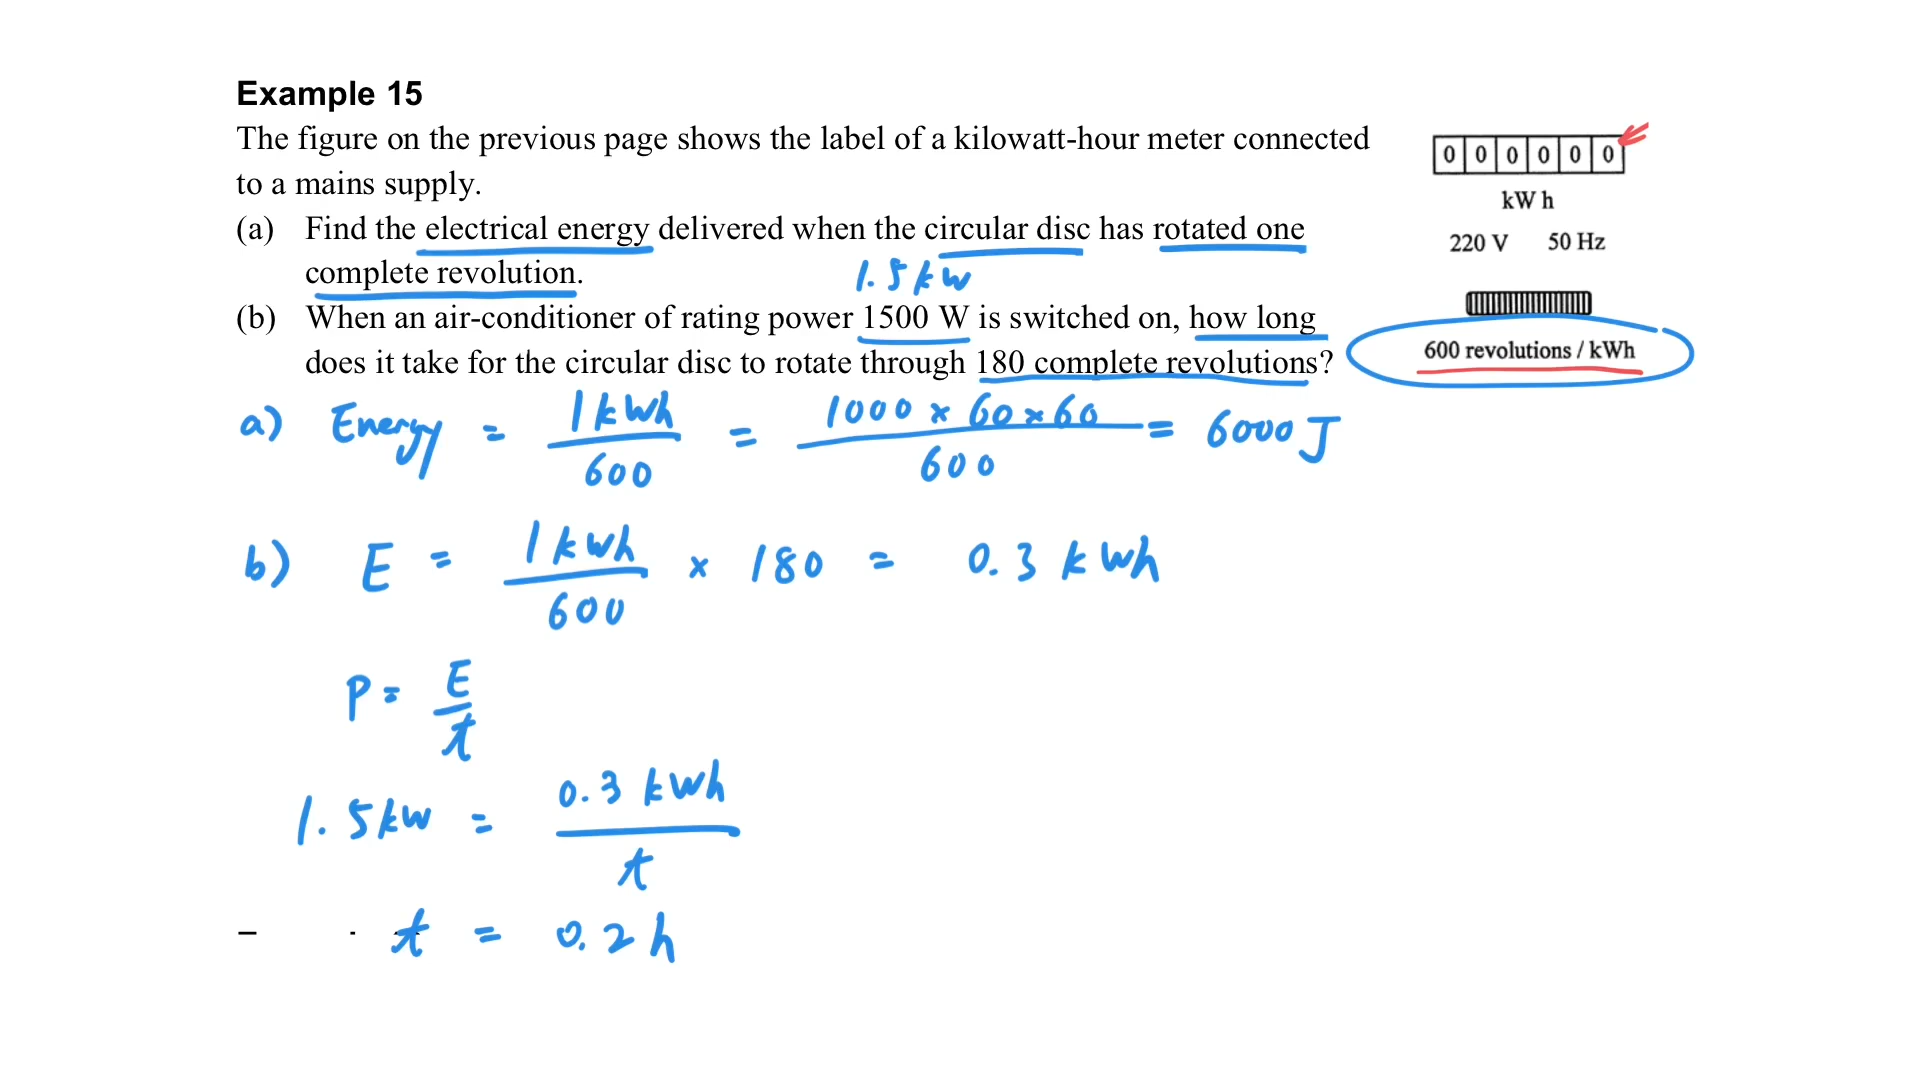 Example 15
The figure on the previous page shows the label of a kilowatt-hour meter connected
to a mains supply.
(a) Find the electrical energy delivered when the circular disc has rotated one
complete revolution.
1.5kW
(b) When an air-conditioner of rating power 1500 W is switched on, how long
does it take for the circular disc to rotate through 180 complete revolutions?
0 0 0 0 0 0
kW h
220 V 50 Hz
600 revolutions / kWh
a) Energy = 1kWh / 600 = 1000 × 60 × 60 / 600 = 6000 J
b) E = 1kWh / 600 × 180 = 0.3 kWh
P = E / t
1.5kW = 0.3 kWh / t
t = 0.2 h